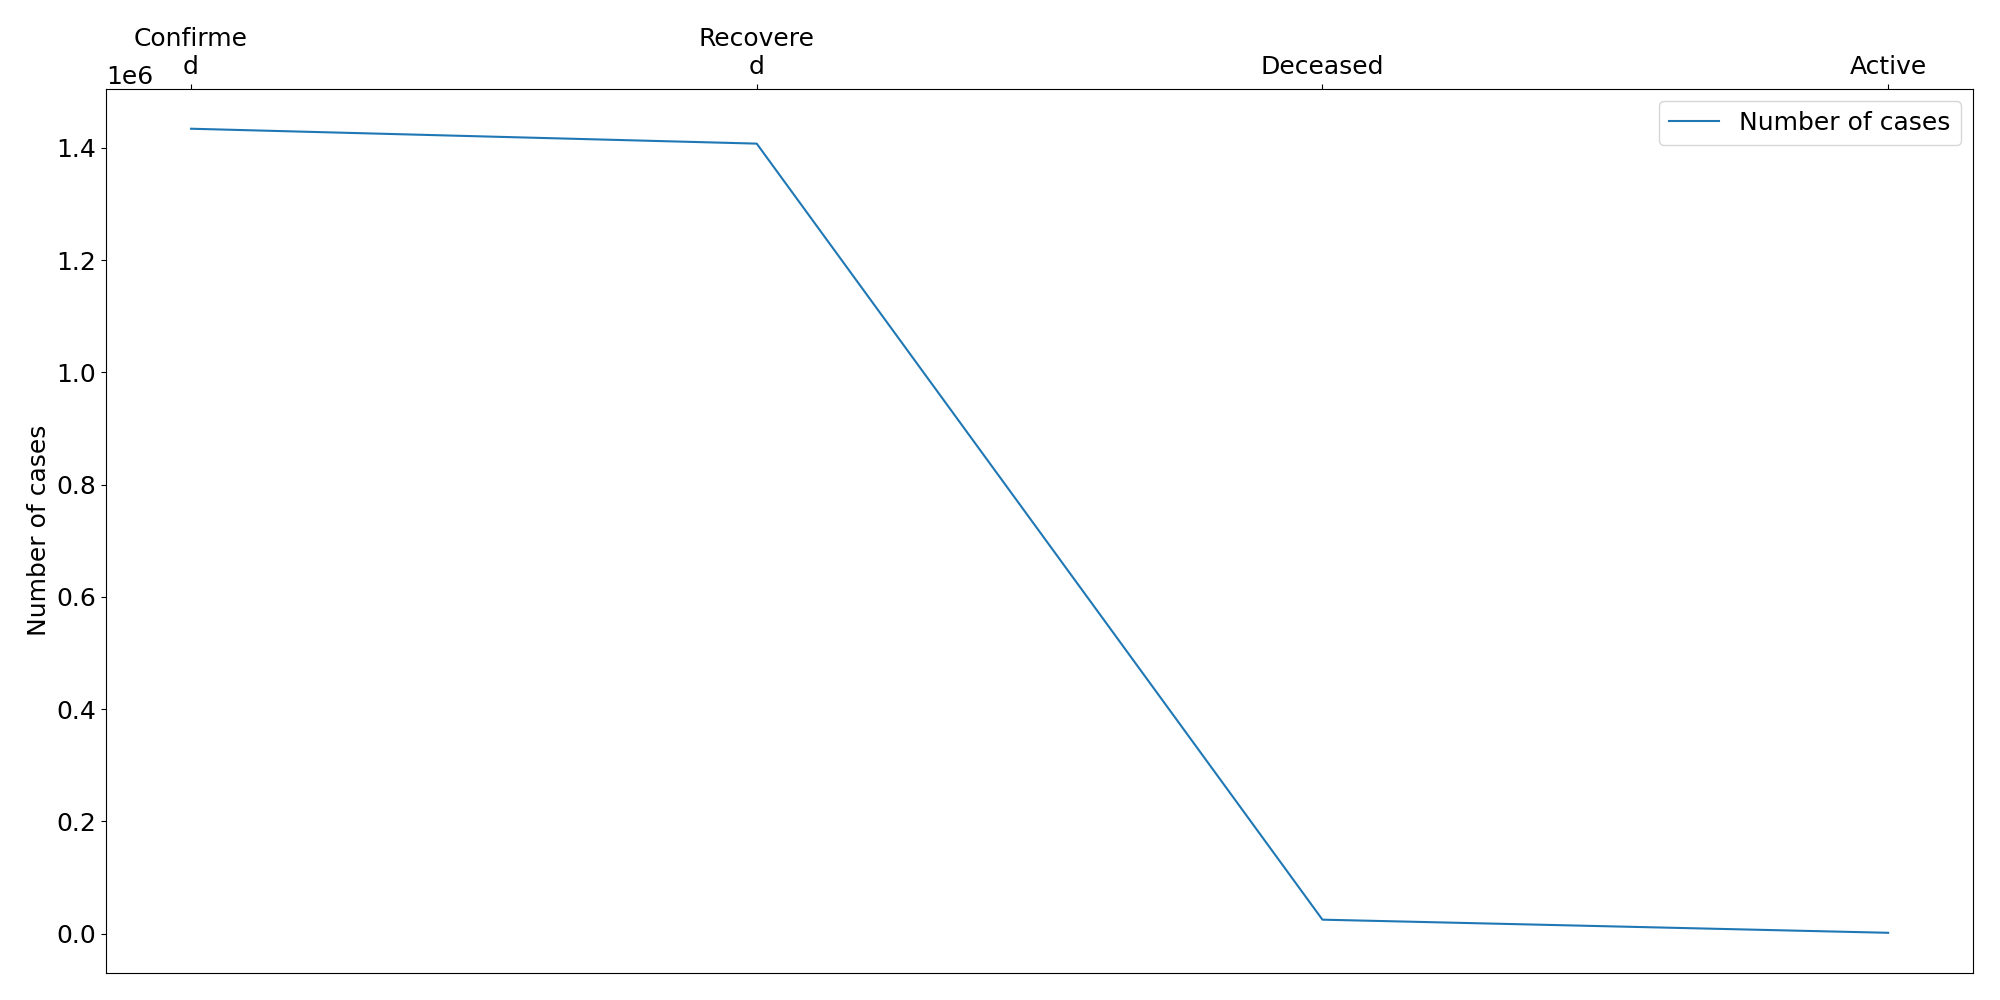 Confirme
d
Recovere
d
Deceased
Active
1e6
Number of cases
1.4
1.2
1.0
0.8
0.6
0.4
0.2
0.0
Number of cases